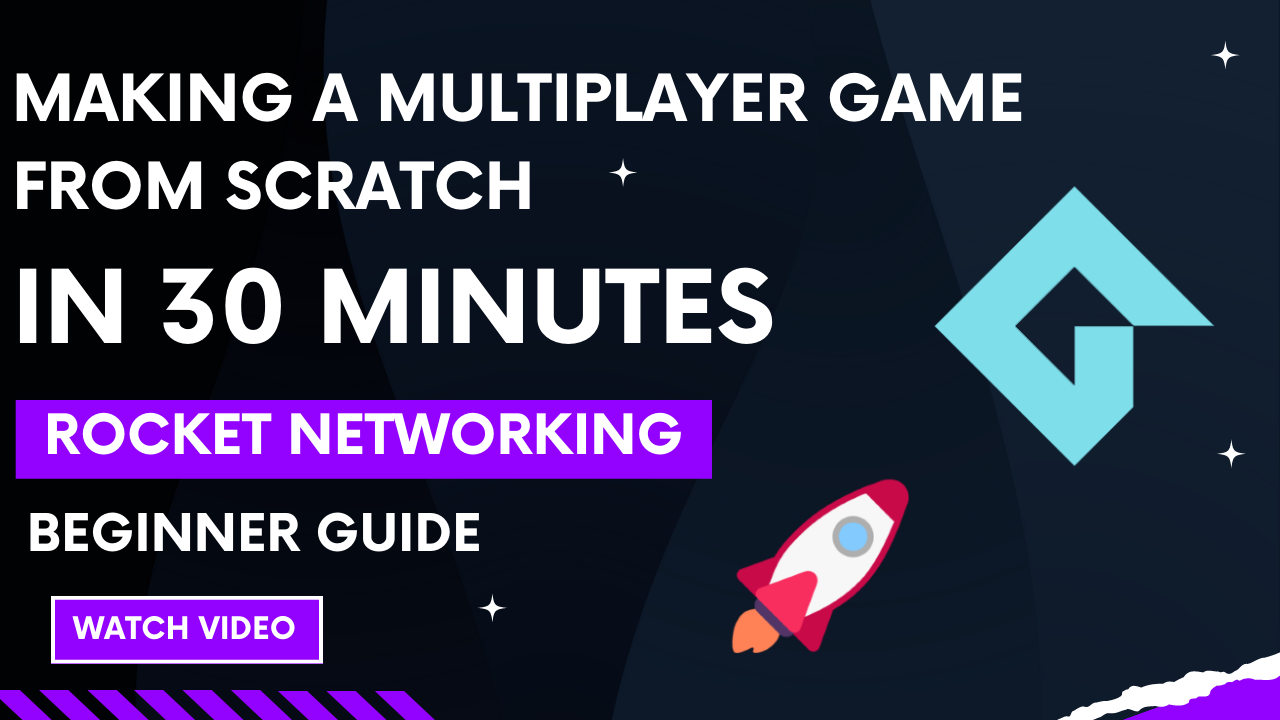 MAKING A MULTIPLAYER GAME
FROM SCRATCH
IN 30 MINUTES
ROCKET NETWORKING
BEGINNER GUIDE
WATCH VIDEO